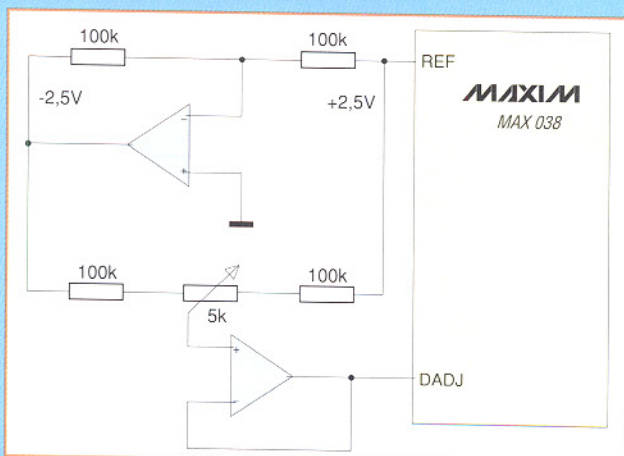 100k
100k
REF
-2,5V
+2,5V
MAXIM
MAX 038
-
+
100k
100k
5k
+
-
DADJ